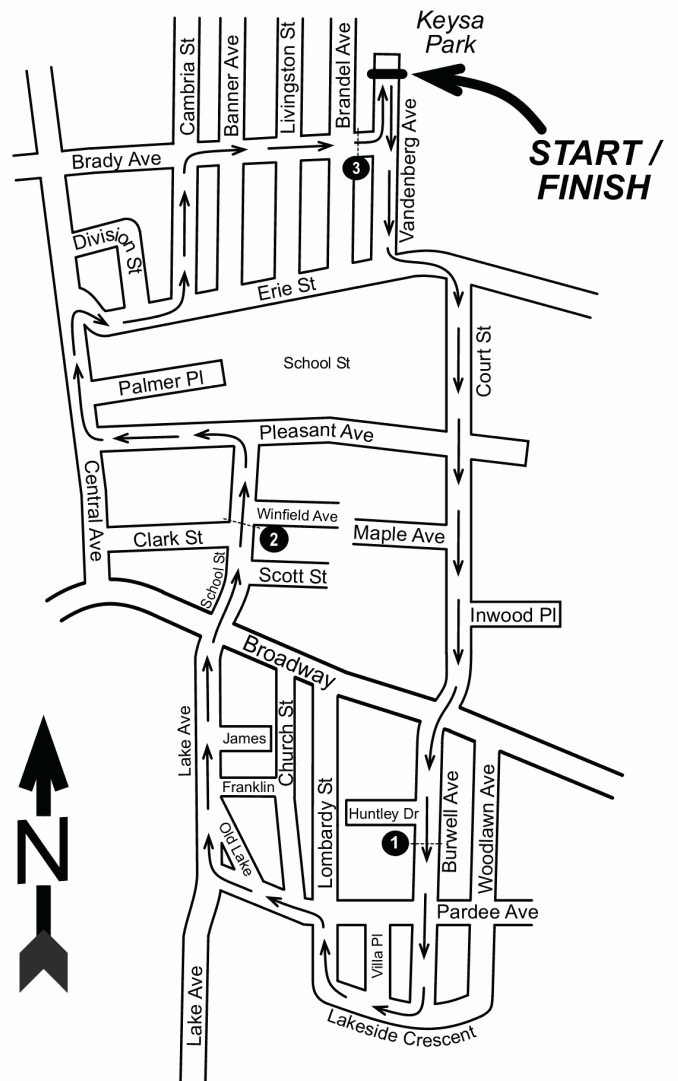 Keysa
Park
START /
FINISH
Cambria St
Banner Ave
Livingston St
Brandel Ave
Vandenberg Ave
Brady Ave
3
Division St
Erie St
Court St
School St
Palmer Pl
Pleasant Ave
Central Ave
Winfield Ave
Clark St
2
Maple Ave
School St
Scott St
Inwood Pl
Broadway
Lake Ave
James
Church St
Franklin
Lombardy St
Huntley Dr
Burwell Ave
Woodlawn Ave
Old Lake
1
N
Pardee Ave
Villa Pl
Lake Ave
Lakeside Crescent